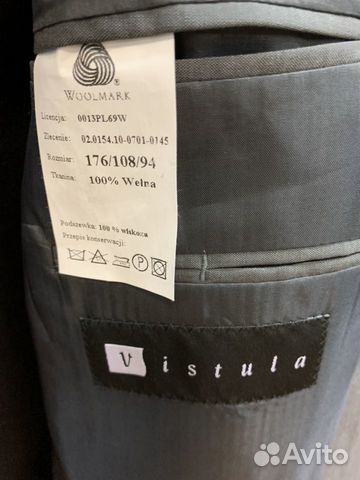 WOOLMARK
Licencja: 0013PL69W
Zlecenie: 02.0154.10-0701-0145
Rozmiar: 176/108/94
Tkanina: 100% Wełna
Podszewka: 100 % wiskoza
Przepis konserwacji:
P
Vistula
Avito